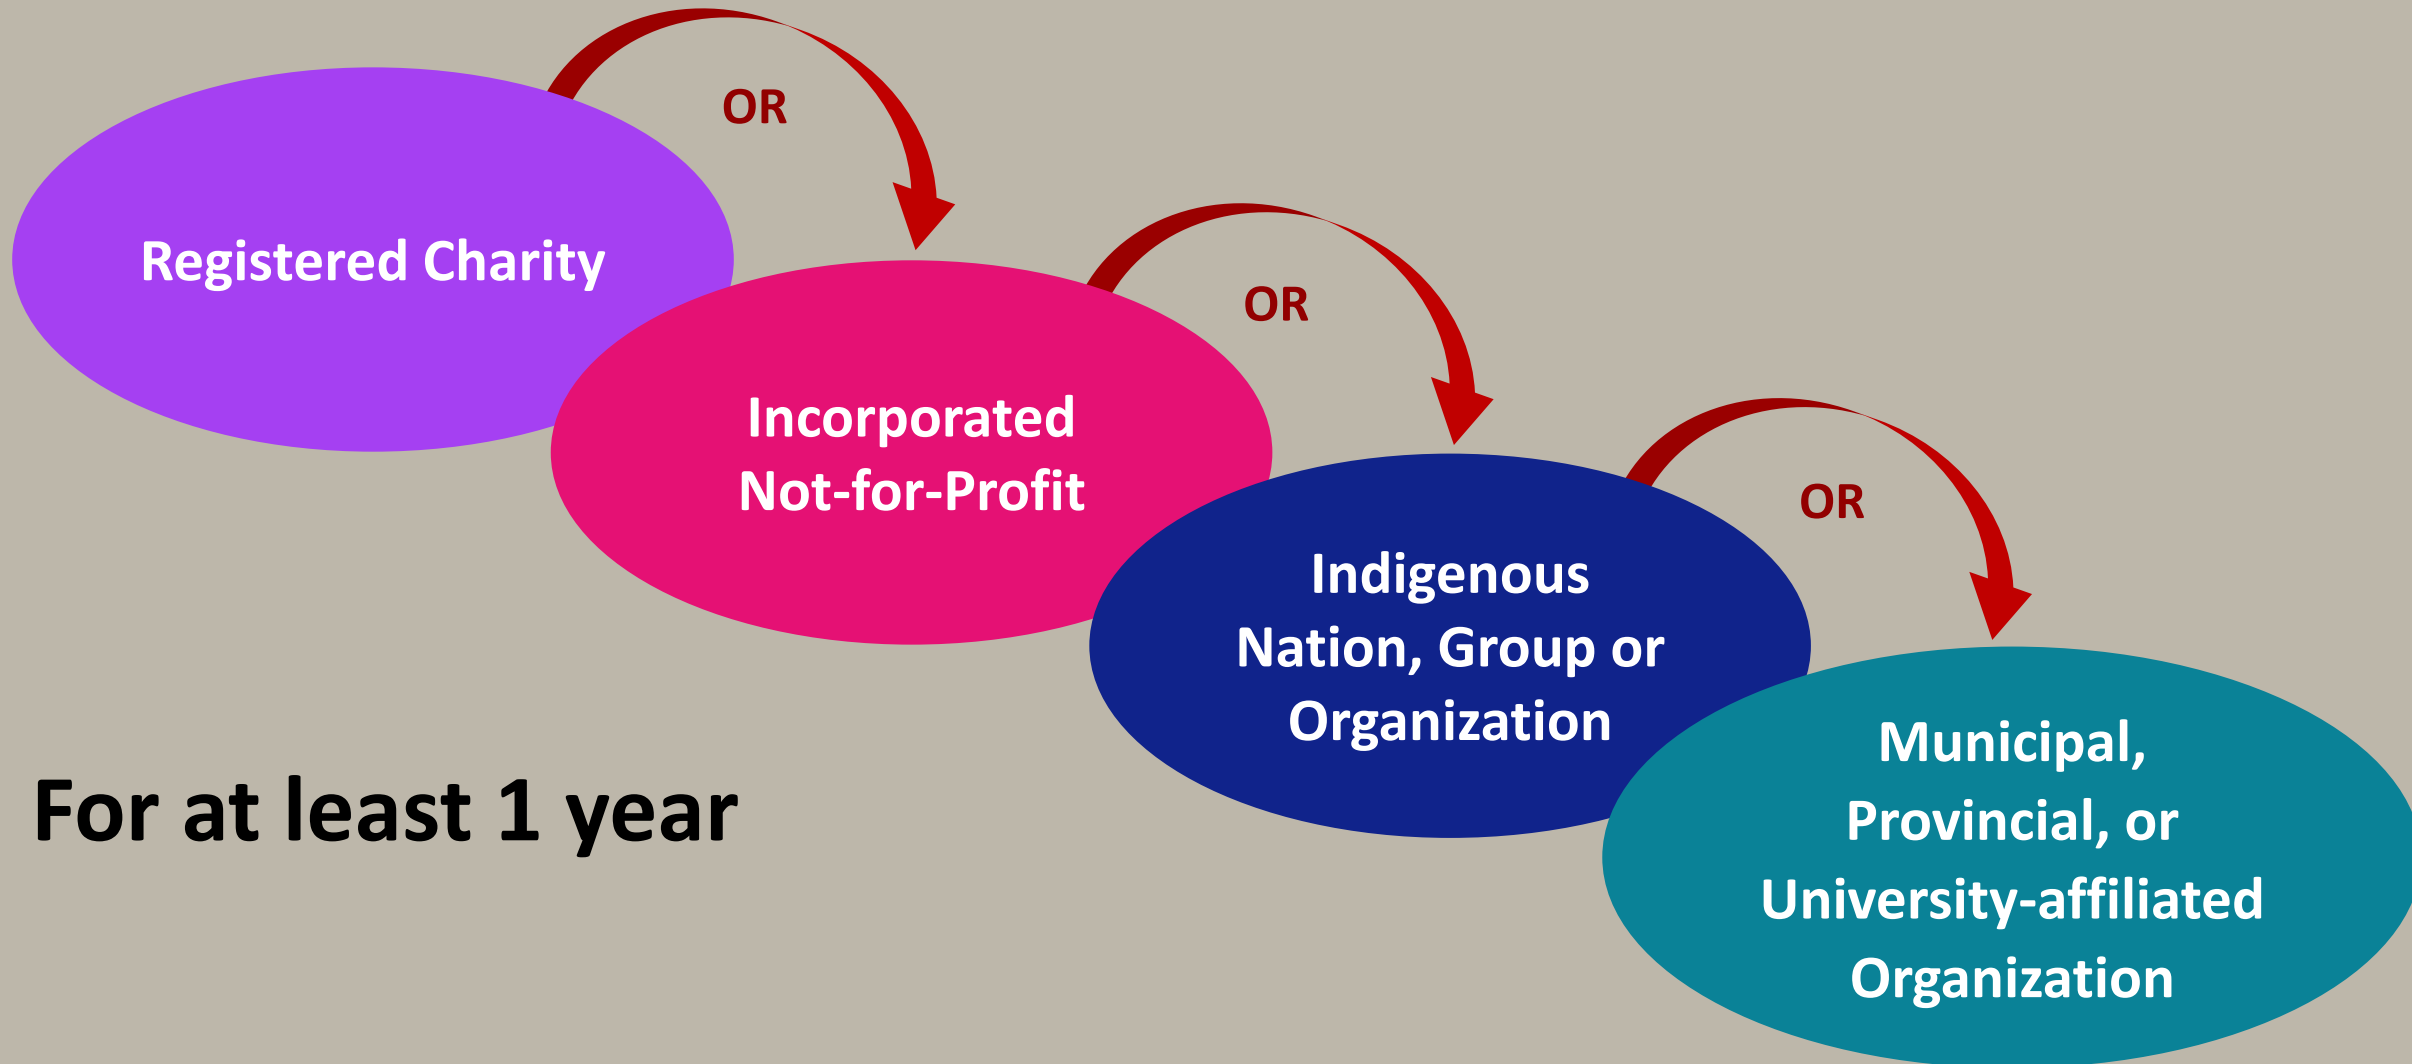 Registered Charity
OR
Incorporated
Not-for-Profit
OR
Indigenous
Nation, Group or
Organization
OR
Municipal,
Provincial, or
University-affiliated
Organization
For at least 1 year